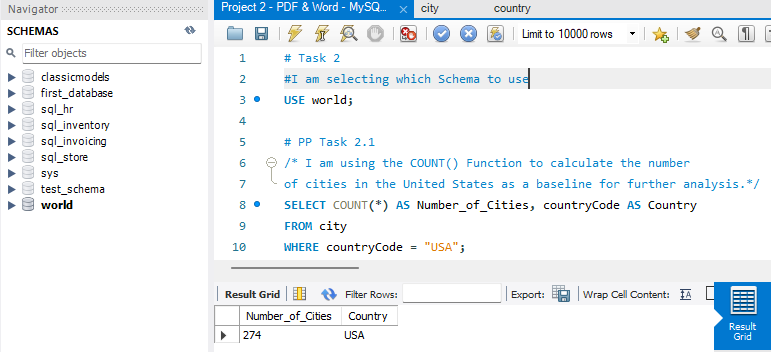 Navigator
SCHEMAS
Filter objects
classicmodels
first_database
sql_hr
sql_inventory
sql_invoicing
sql_store
sys
test_schema
world
Project 2 - PDF & Word - MySQ...
city
country
Limit to 10000 rows
1 # Task 2
2 #I am selecting which Schema to use
3 USE world;
4
5 # PP Task 2.1
6 /* I am using the COUNT() Function to calculate the number
7 of cities in the United States as a baseline for further analysis.*/
8 SELECT COUNT(*) AS Number_of_Cities, countryCode AS Country
9 FROM city
10 WHERE countryCode = "USA";
Result Grid
Filter Rows:
Export:
Wrap Cell Content:
Number_of_Cities Country
274 USA
Result
Grid